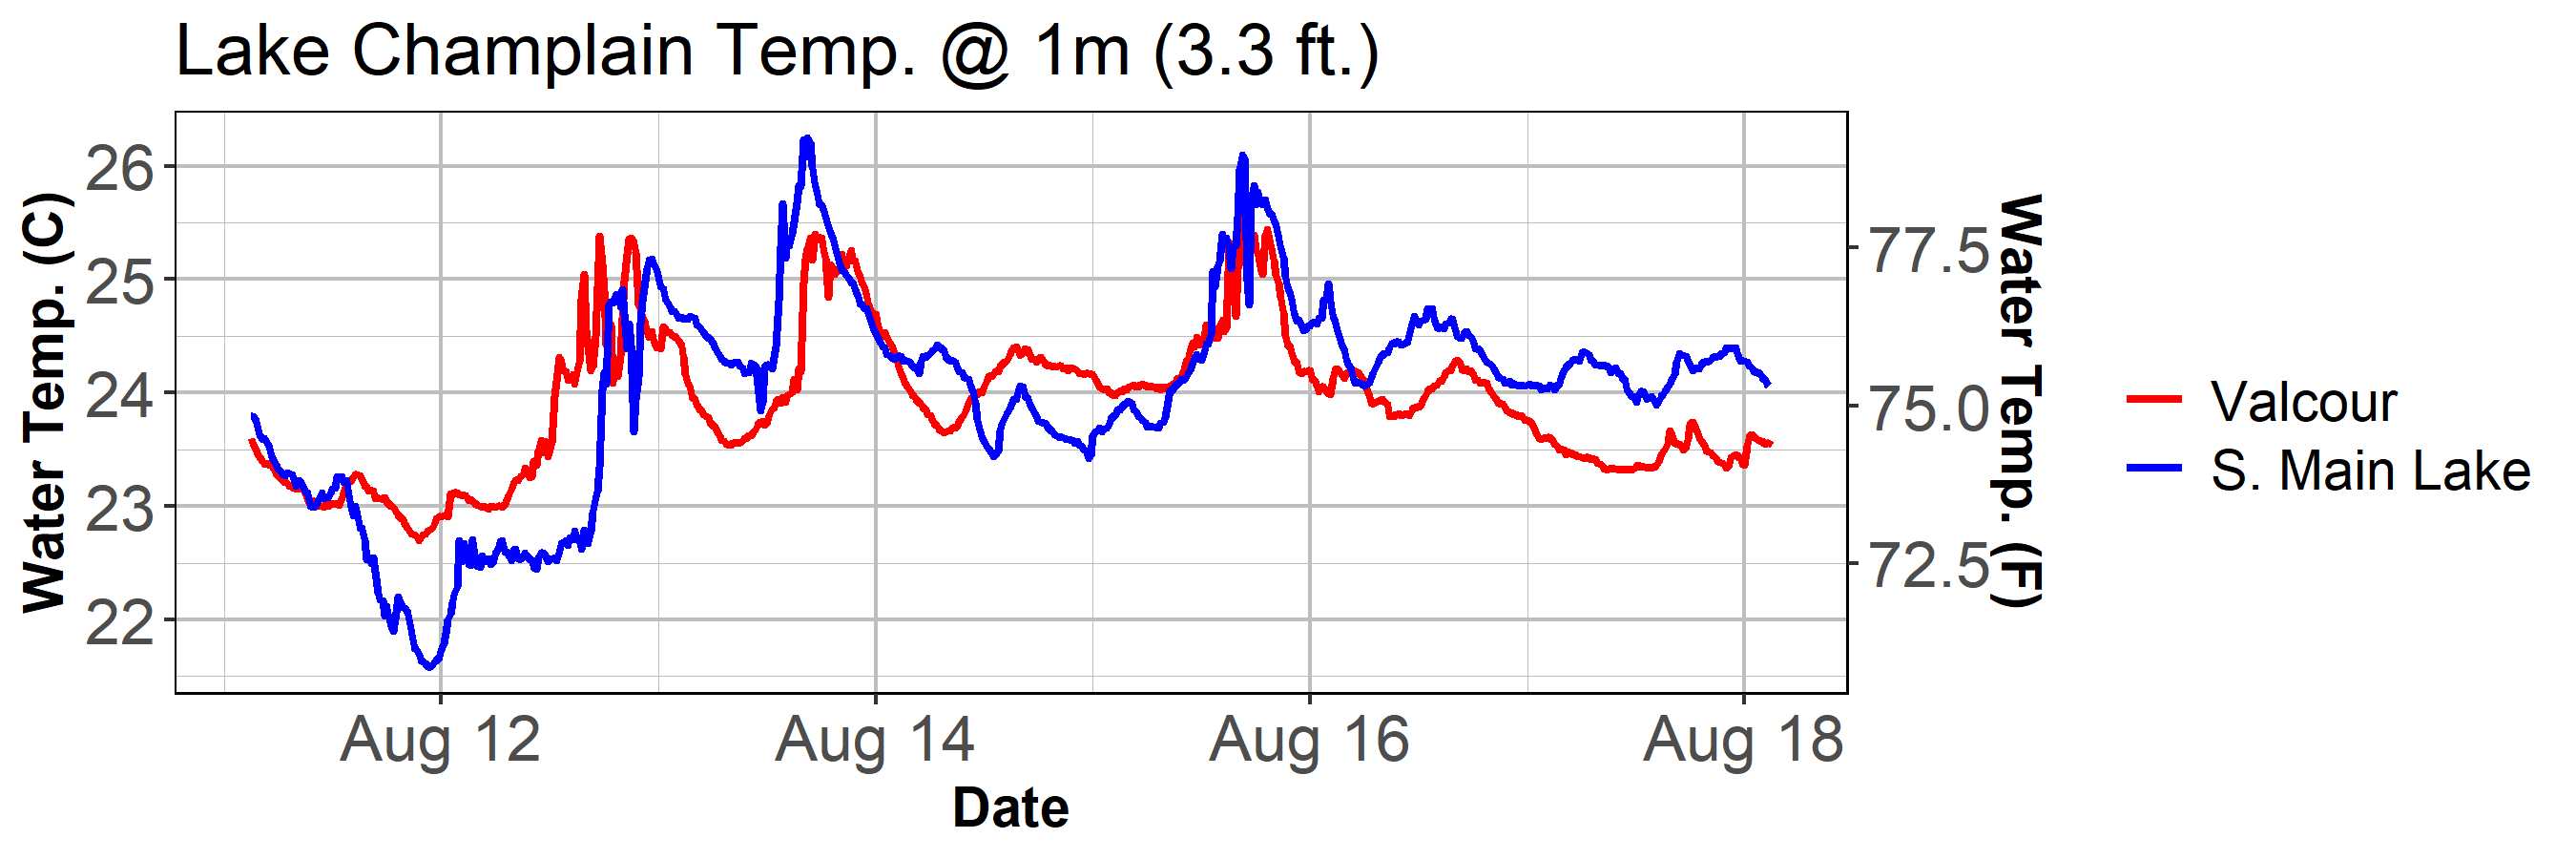 Lake Champlain Temp. @ 1m (3.3 ft.)
Water Temp. (C)
26
25
24
23
22
77.5
75.0
72.5
Water Temp. (F)
Aug 12 Aug 14 Aug 16 Aug 18
Date
Valcour
S. Main Lake